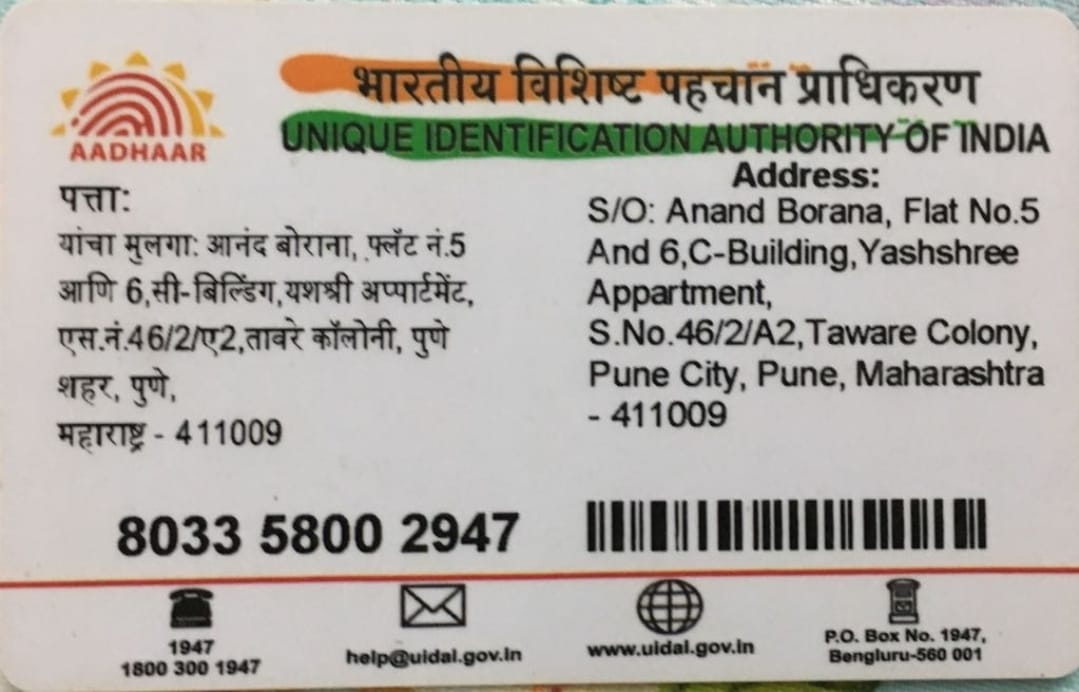 भारतीय विशिष्ट पहचान प्राधिकरण
UNIQUE IDENTIFICATION AUTHORITY OF INDIA
AADHAAR
पत्ता:
यांचा मुलगा: आनंद बोराना, फ्लॅट नं.5
आणि 6,सी-बिल्डिंग,यशश्री अप्पार्टमेंट,
एस.नं.46/2/ए2,तावरे कॉलोनी, पुणे
शहर, पुणे,
महाराष्ट्र - 411009
Address:
S/O: Anand Borana, Flat No.5
And 6,C-Building,Yashshree
Appartment,
S.No.46/2/A2,Taware Colony,
Pune City, Pune, Maharashtra
- 411009
8033 5800 2947
1947
1800 300 1947
help@uidal.gov.in
www.uidal.gov.in
P.O. Box No. 1947,
Bengluru-560 001